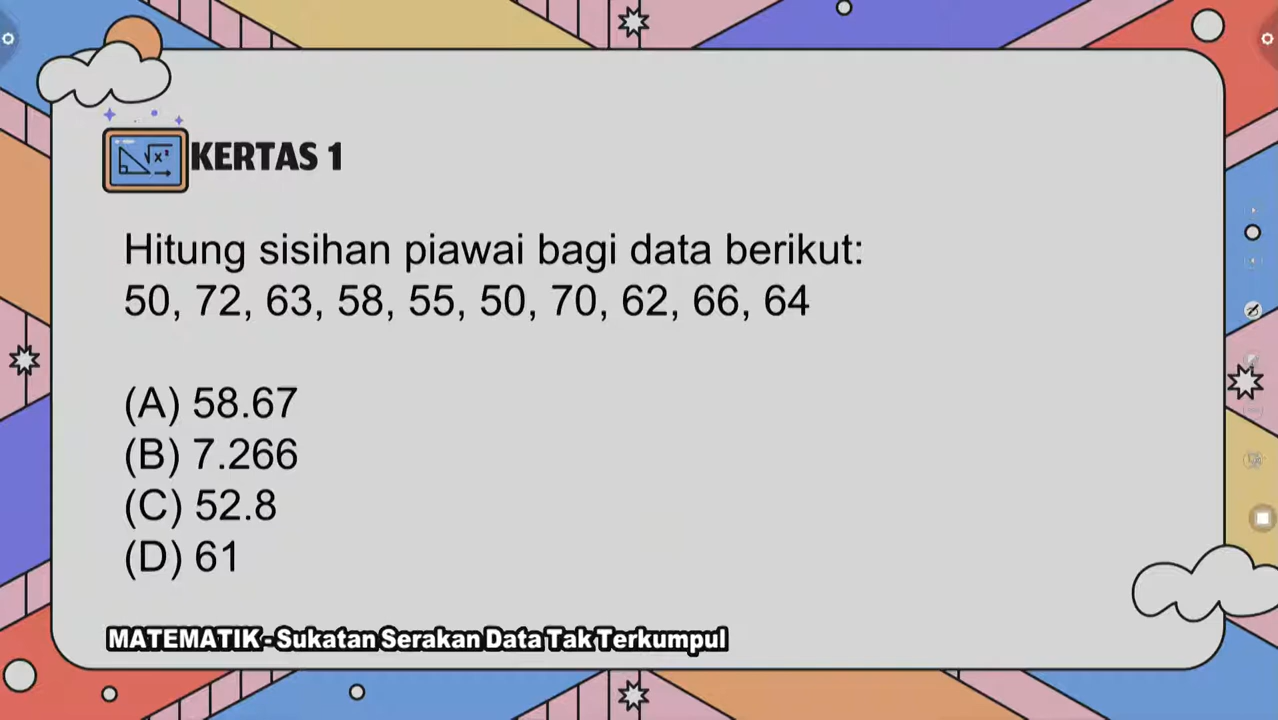 KERTAS 1
Hitung sisihan piawai bagi data berikut:
50, 72, 63, 58, 55, 50, 70, 62, 66, 64
(A) 58.67
(B) 7.266
(C) 52.8
(D) 61
MATEMATIK - Sukatan Serakan Data Tak Terkumpul